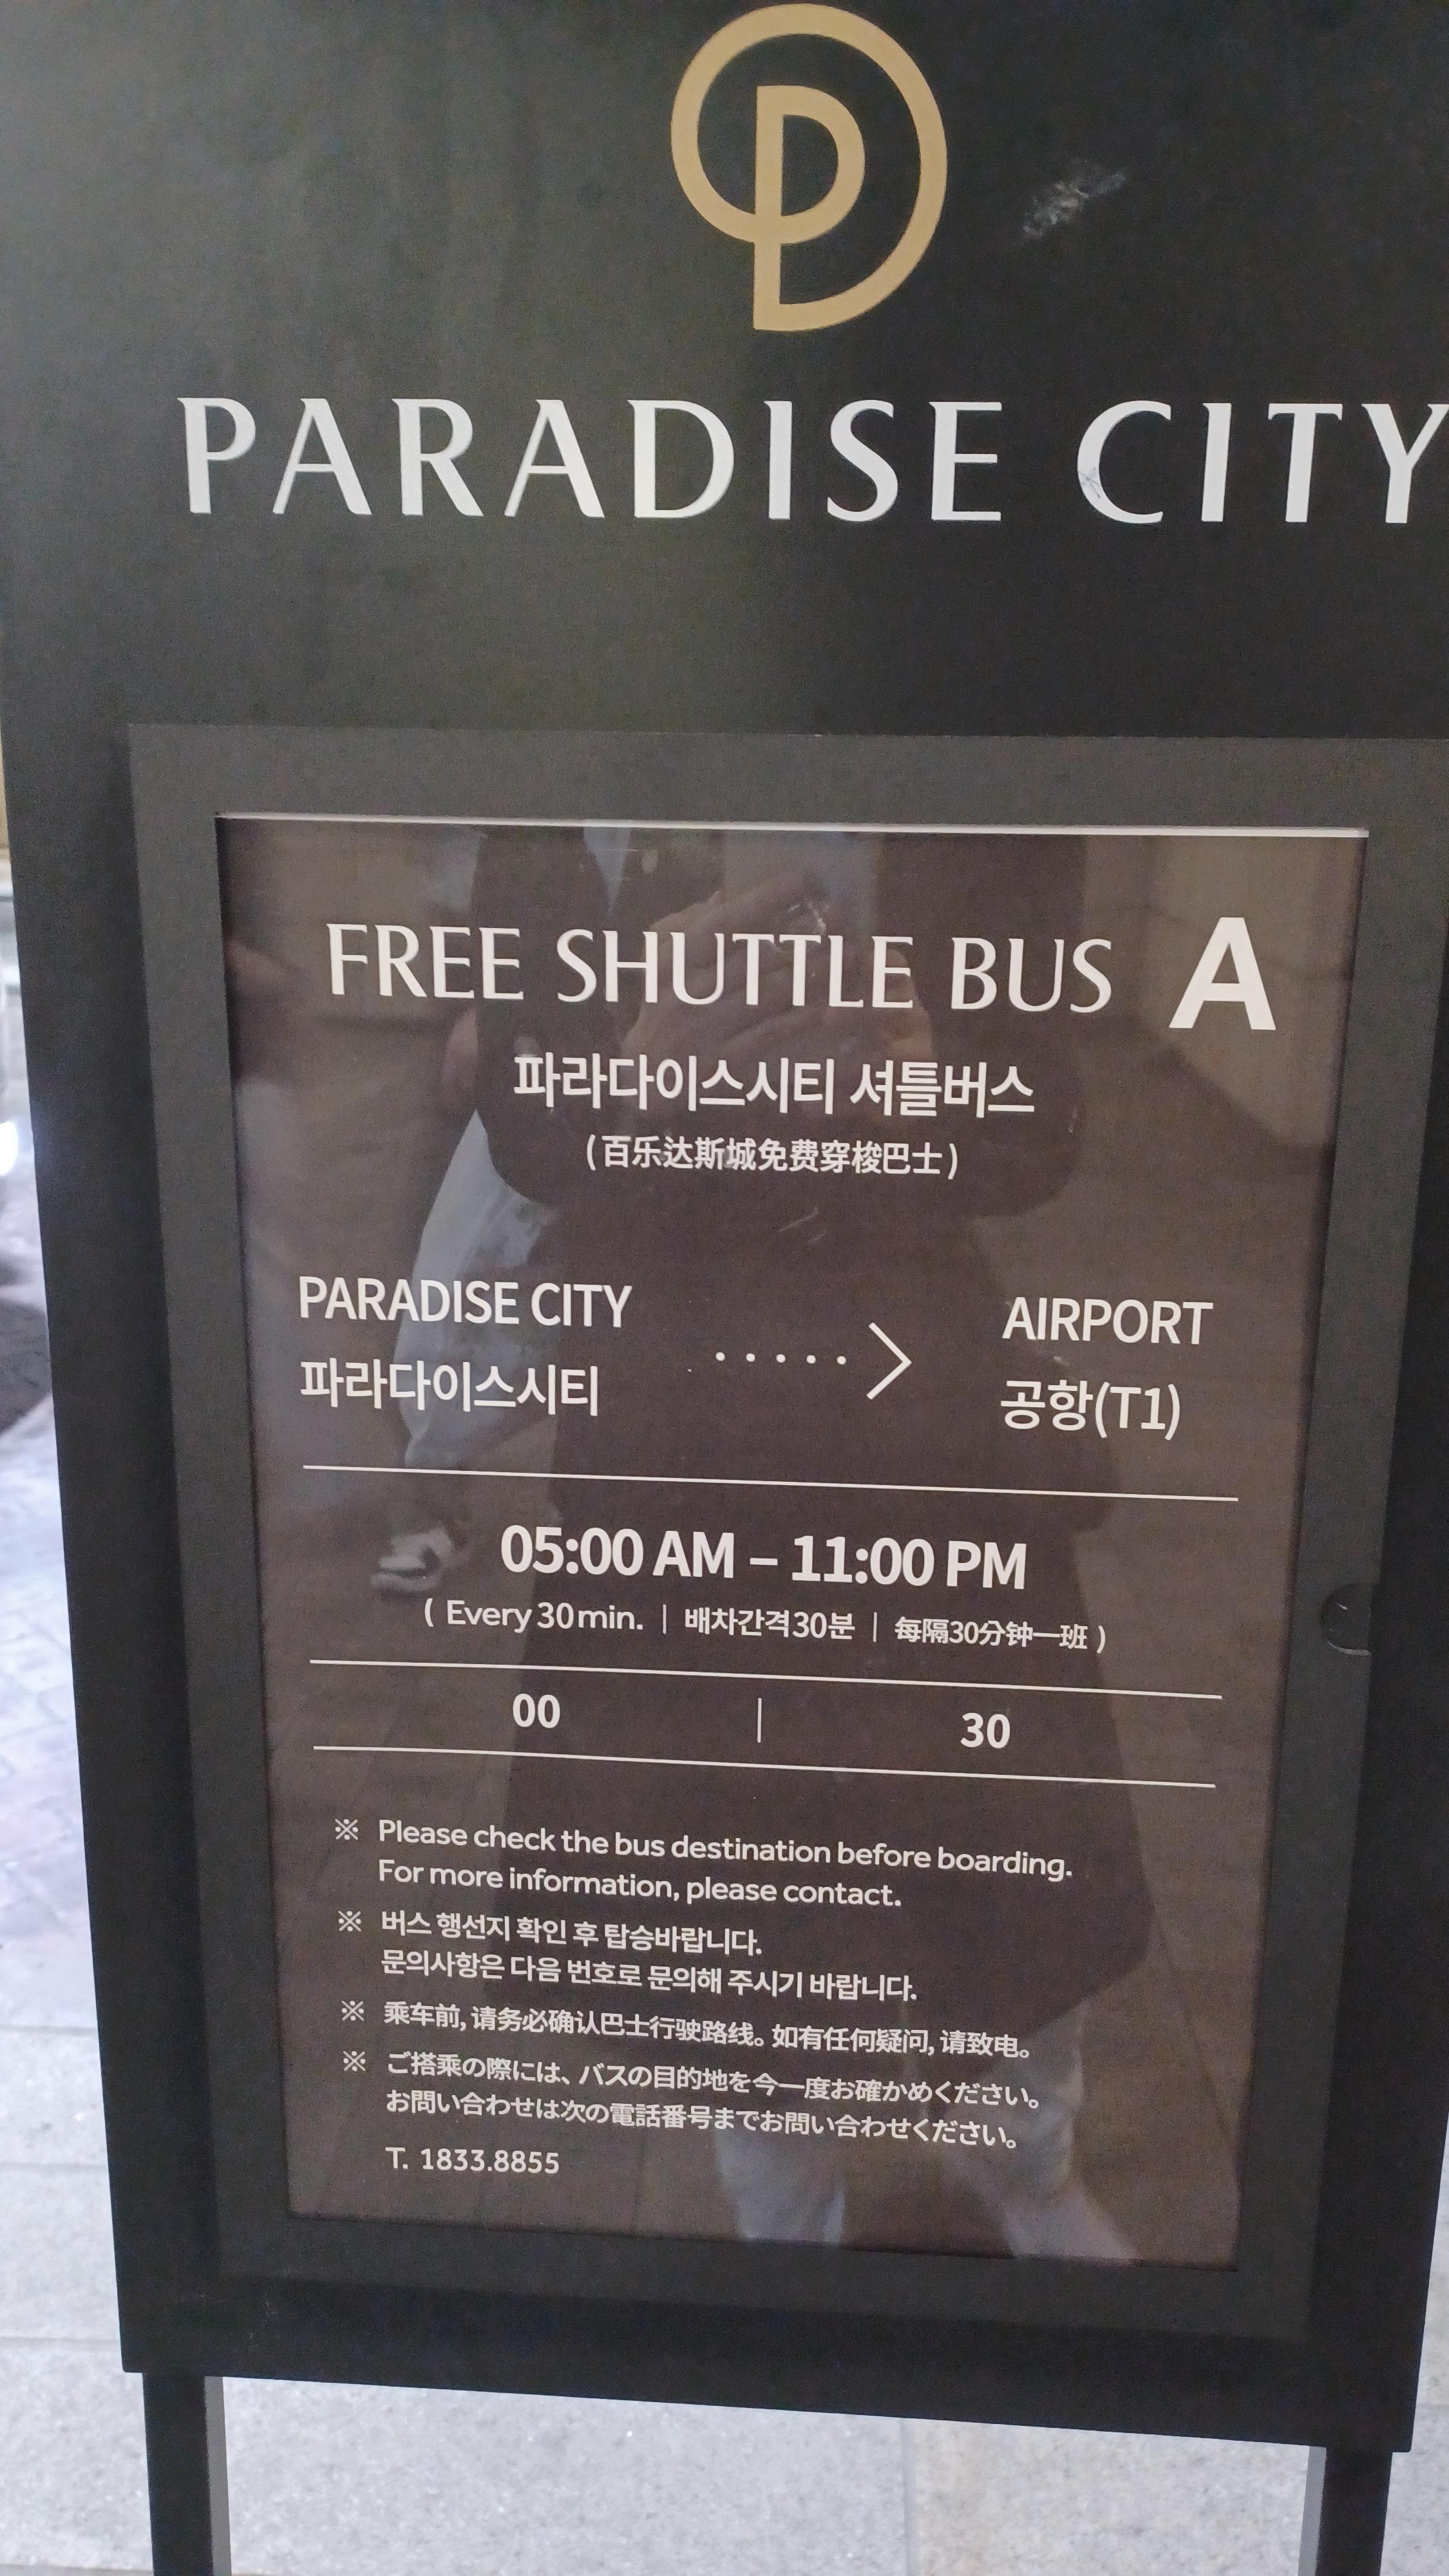 PARADISE CITY
FREE SHUTTLE BUS A
파라다이스시티 셔틀버스
(百乐达斯城免费穿梭巴士)
PARADISE CITY
파라다이스시티
AIRPORT
공항(T1)
05:00 AM – 11:00 PM
( Every 30min. | 배차간격30분 | 每隔30分钟一班 )
00 | 30
※ Please check the bus destination before boarding.
For more information, please contact.
※ 버스 행선지 확인 후 탑승바랍니다.
문의사항은 다음 번호로 문의해 주시기 바랍니다.
※ 乘车前, 请务必确认巴士行驶路线。如有任何疑问, 请致电。
※ ご搭乗の際には、バスの目的地を今一度お確かめください。
お問い合わせは次の電話番号までお問い合わせください。
T. 1833.8855